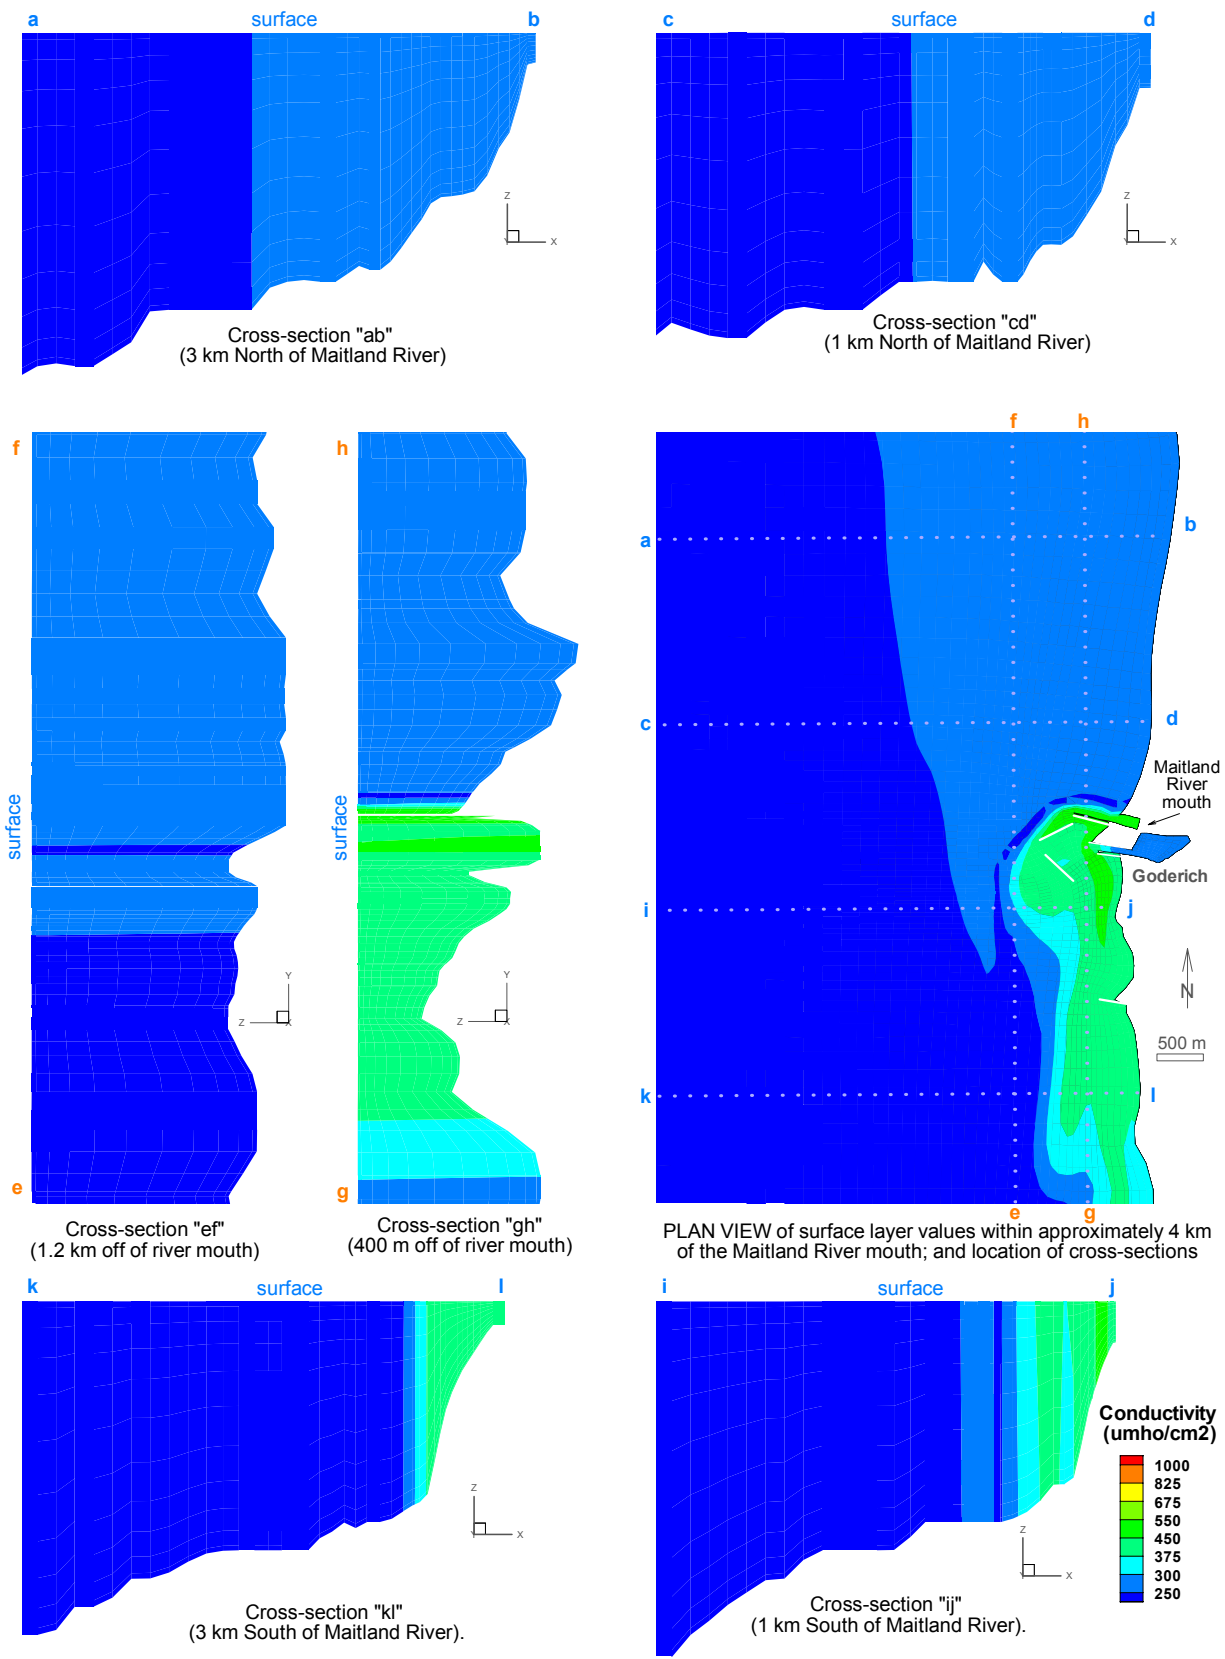 a surface b
c surface d
Z
X
Y
Z
X
Y
Cross-section "ab"
(3 km North of Maitland River)
Cross-section "cd"
(1 km North of Maitland River)
f
h
surface
surface
e
g
Y
Z
X
Y
Z
X
Cross-section "ef"
(1.2 km off of river mouth)
Cross-section "gh"
(400 m off of river mouth)
f h
a
b
c
d
Maitland
River
mouth
Goderich
i
j
N
500 m
k
l
e g
PLAN VIEW of surface layer values within approximately 4 km
of the Maitland River mouth; and location of cross-sections
k surface l
i surface j
Z
X
Y
Z
X
Y
Cross-section "kl"
(3 km South of Maitland River).
Cross-section "ij"
(1 km South of Maitland River).
Conductivity
(umho/cm2)
1000
825
675
550
450
375
300
250